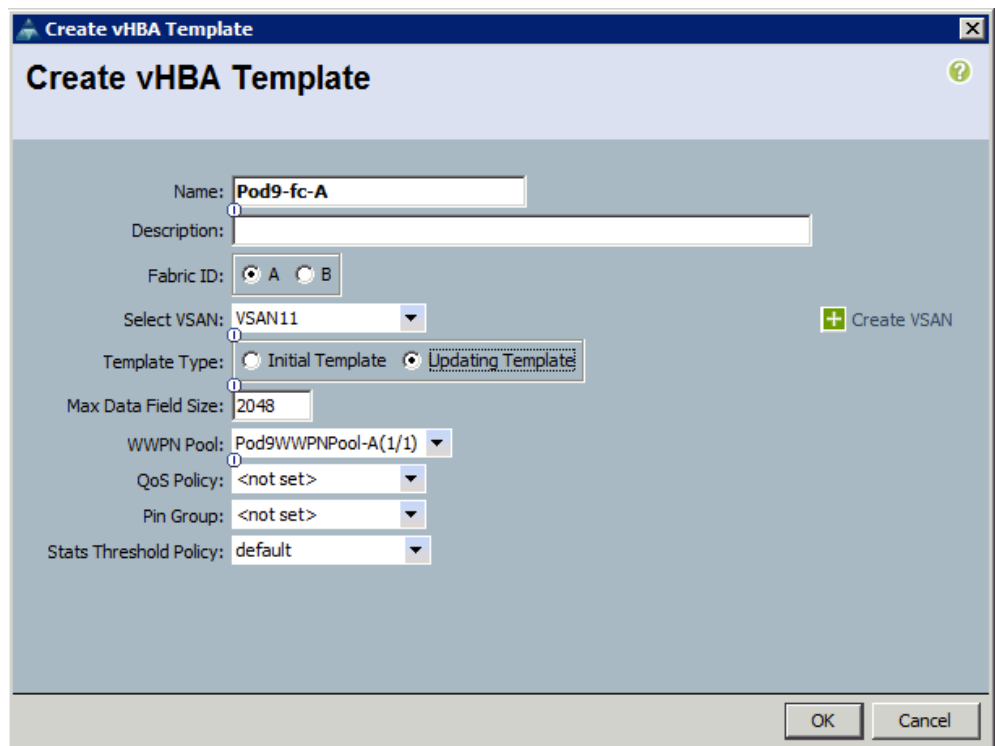 Create vHBA Template
Create vHBA Template
Name: Pod9-fc-A
Description:
Fabric ID: A B
Select VSAN: VSAN11 Create VSAN
Template Type: Initial Template Updating Template
Max Data Field Size: 2048
WWPN Pool: Pod9WWPNPool-A(1/1)
QoS Policy: <not set>
Pin Group: <not set>
Stats Threshold Policy: default
OK Cancel